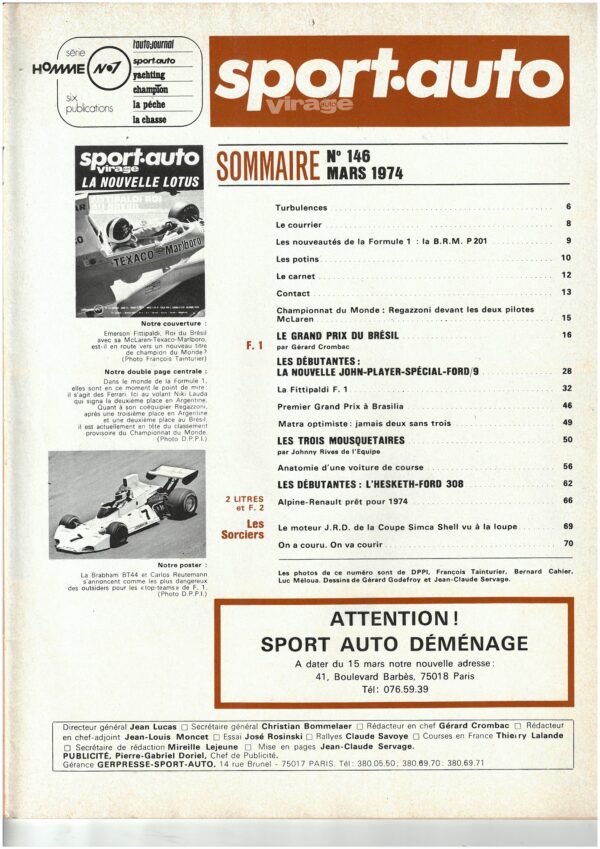 série
HOMME N°7
six
publications
l'auto-journal
sport-auto
yachting
champion
la pêche
la chasse
sport-auto
virage auto
sport-auto
virage
LA NOUVELLE LOTUS
FITTIPALDI ROI
TEXACO-Marlboro
Notre couverture :
Emerson Fittipaldi, Roi du Brésil
avec sa McLaren-Texaco-Marlboro,
est-il en route vers un nouveau titre
de champion du Monde ?
(Photo François Tainturier)
Notre double page centrale :
Dans le monde de la Formule 1,
elles sont en ce moment le point de mire :
il s'agit des Ferrari. Ici au volant Niki Lauda
qui signa la deuxième place en Argentine.
Quant à son coéquipier Regazzoni,
après une troisième place en Argentine
et une deuxième place au Brésil,
il est actuellement en tête du classement
provisoire du Championnat du Monde.
(Photo D.P.P.I.)
7
7
Notre poster :
La Brabham BT44 et Carlos Reutemann
s'annoncent comme les plus dangereux
des outsiders pour les «top-teams» de F. 1.
(Photo D.P.P.I.)
SOMMAIRE N° 146
MARS 1974
Turbulences 6
Le courrier 8
Les nouveautés de la Formule 1 : la B.R.M. P 201 9
Les potins 10
Le carnet 12
Contact 13
Championnat du Monde : Regazzoni devant les deux pilotes
McLaren 15
F. 1
LE GRAND PRIX DU BRÉSIL 16
par Gérard Crombac
LES DÉBUTANTES :
LA NOUVELLE JOHN-PLAYER-SPÉCIAL-FORD/9 28
La Fittipaldi F. 1 32
Premier Grand Prix à Brasilia 46
Matra optimiste : jamais deux sans trois 49
LES TROIS MOUSQUETAIRES 50
par Johnny Rives de l'Equipe
Anatomie d'une voiture de course 56
LES DÉBUTANTES : L'HESKETH-FORD 308 62
2 LITRES
et F. 2
Alpine-Renault prêt pour 1974 66
Les
Sorciers
Le moteur J.R.D. de la Coupe Simca Shell vu à la loupe 69
On a couru. On va courir 70
Les photos de ce numéro sont de DPPI, François Tainturier, Bernard Cahier,
Luc Méloua. Dessins de Gérard Godefroy et Jean-Claude Servage.
ATTENTION !
SPORT AUTO DÉMÉNAGE
A dater du 15 mars notre nouvelle adresse :
41, Boulevard Barbès, 75018 Paris
Tél : 076.59.39
Directeur général Jean Lucas □ Secrétaire général Christian Bommelaer □ Rédacteur en chef Gérard Crombac □ Rédacteur
en chef-adjoint Jean-Louis Moncet □ Essai José Rosinski □ Rallyes Claude Savoye □ Courses en France Thierry Lalande
□ Secrétaire de rédaction Mireille Lejeune □ Mise en pages Jean-Claude Servage.
PUBLICITÉ, Pierre-Gabriel Doriel, Chef de Publicité.
Gérance GERPRESSE-SPORT-AUTO, 14 rue Brunel - 75017 PARIS. Tél : 380.05.50 ; 380.69.70 ; 380.69.71